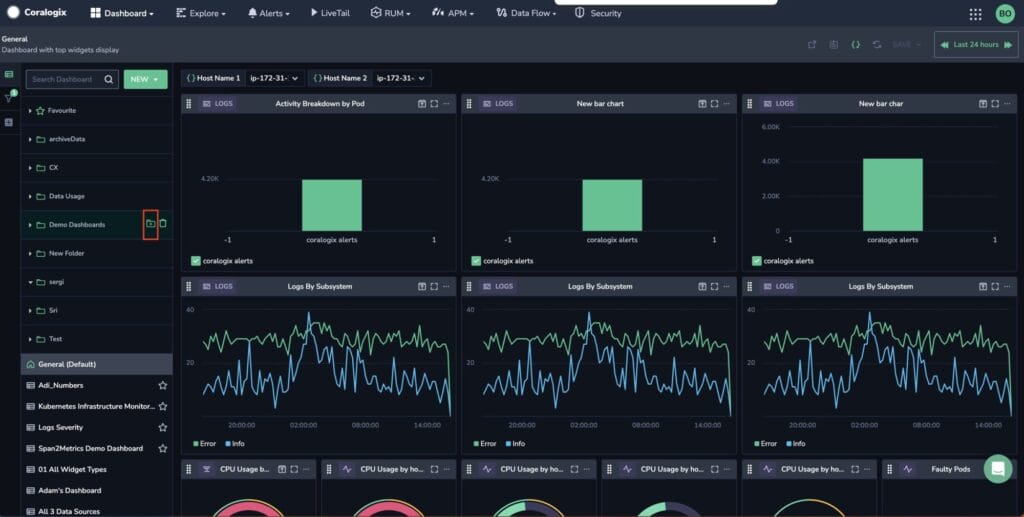 Coralogix
Dashboard
Explore
Alerts
LiveTail
RUM
APM
Data Flow
Security
BO
General
Dashboard with top widgets display
SAVE
Last 24 hours
Search Dashboard
NEW
1
Favourite
archiveData
CX
Data Usage
Demo Dashboards
New Folder
sergi
Sri
Test
General (Default)
Adi_Numbers
Kubernetes Infrastructure Monitor...
Logs Severity
Span2Metrics Demo Dashboard
01 All Widget Types
Adam's Dashboard
All 3 Data Sources
{} Host Name 1
ip-172-31-
{} Host Name 2
ip-172-31-
LOGS
Activity Breakdown by Pod
4.20K
-1
coralogix alerts
1
coralogix alerts
LOGS
New bar chart
4.20K
-1
coralogix alerts
1
coralogix alerts
LOGS
New bar char
6.00K
4.00K
2.00K
0
-1
coralogix alerts
1
coralogix alerts
LOGS
Logs By Subsystem
40
20
20:00:00
02:00:00
08:00:00
14:00:00
Error
Info
LOGS
Logs By Subsystem
40
20
20:00:00
02:00:00
08:00:00
14:00:00
Error
Info
LOGS
Logs By Subsystem
40
20
20:00:00
02:00:00
08:00:00
14:00:00
Error
Info
CPU Usage b...
CPU Usage by ho...
CPU Usage by ho...
CPU Usage by ho...
CPU Usage by ho...
Faulty Pods